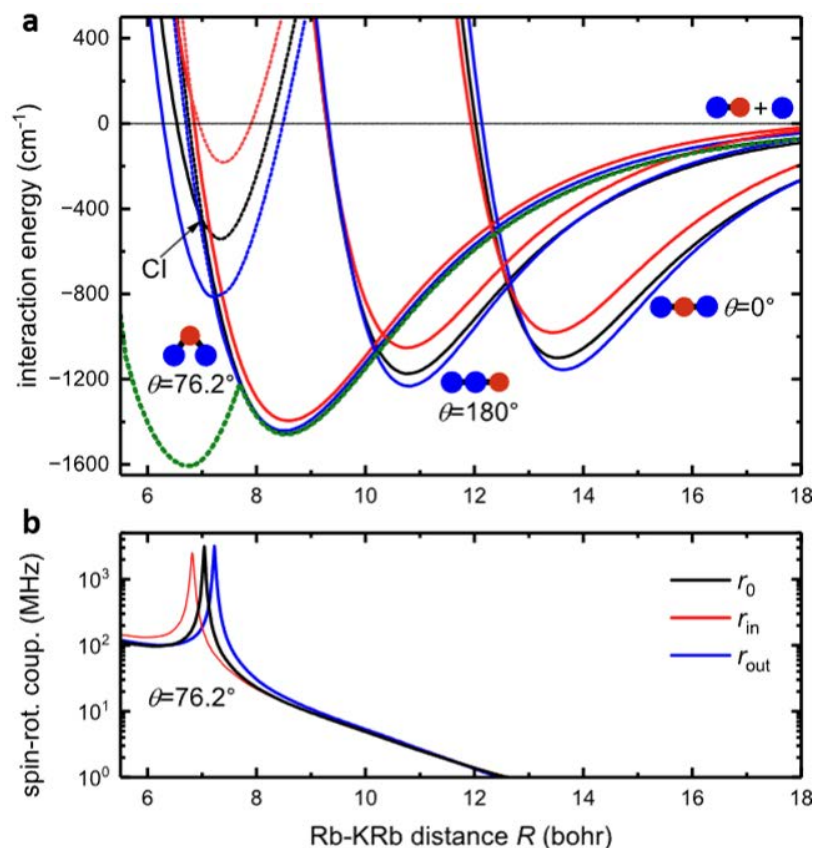 a
400
0
−400
−800
−1200
−1600
interaction energy (cm⁻¹)
+
CI
θ=76.2°
θ=180°
θ=0°
6 8 10 12 14 16 18
b
10³
10²
10¹
10⁰
spin-rot. coup. (MHz)
θ=76.2°
r₀
r_in
r_out
6 8 10 12 14 16 18
Rb-KRb distance R (bohr)